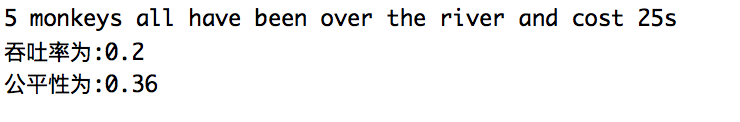 5 monkeys all have been over the river and cost 25s
吞吐率为:0.2
公平性为:0.36